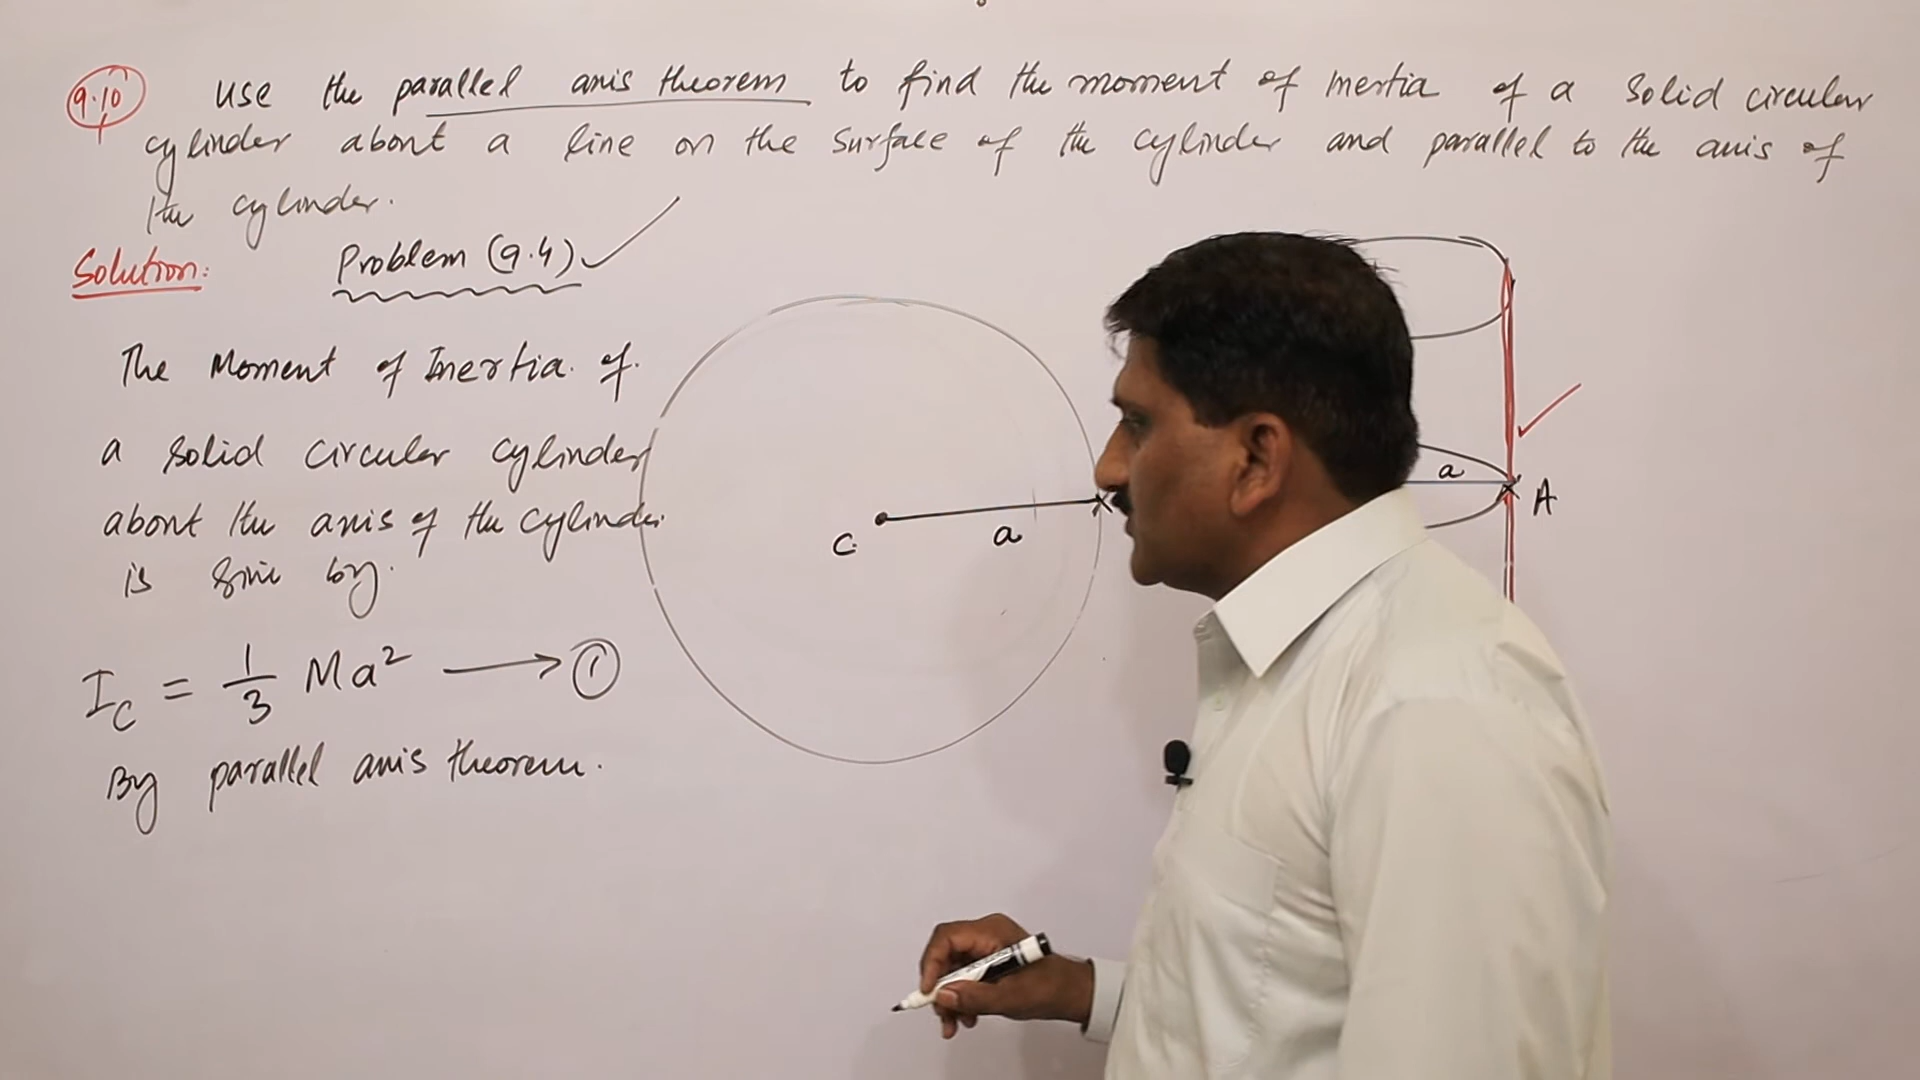 9.10 Use the parallel axis theorem to find the moment of Inertia of a solid circular
cylinder about a line on the surface of the cylinder and parallel to the axis of
the cylinder.
Solution:
Problem (9.4)
The Moment of Inertia of
a solid circular cylinder
about the axis of the cylinder
is give by.
I_C = 1/3 Ma² → ①
By parallel axis theorem.
C.
a
a
A